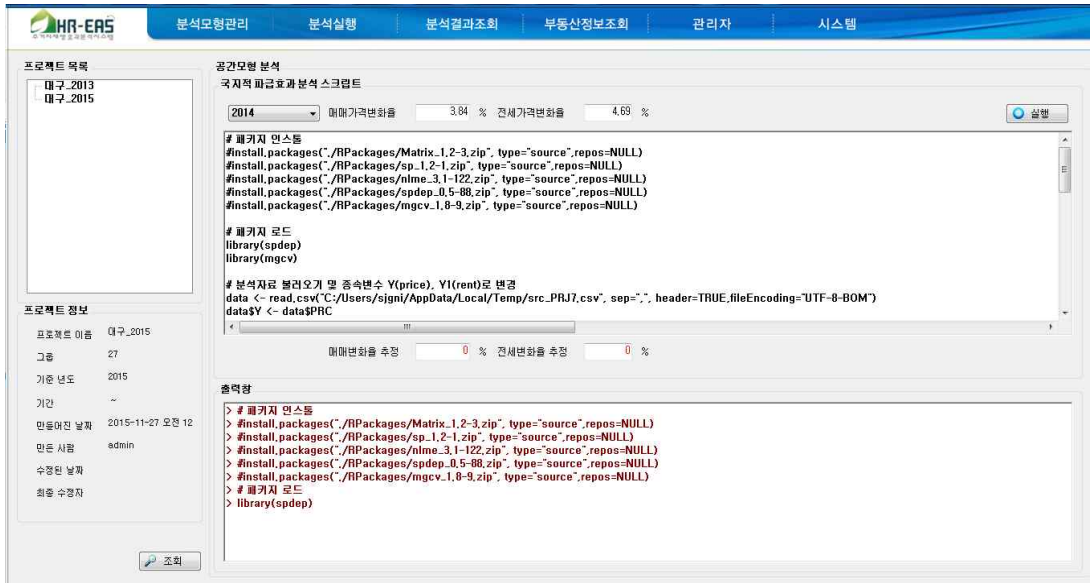 HR-EAS
분석모형관리 분석실행 분석결과조회 부동산정보조회 관리자 시스템
프로젝트 목록
대구_2013
대구_2015
공간모형 분석
국지적 파급효과 분석 스크립트
2014 매매가격변화율 3,84 % 전세가격변화율 4,69 % 실행
# 패키지 인스톨
#install,packages("./RPackages/Matrix_1,2-3,zip", type="source",repos=NULL)
#install,packages("./RPackages/sp_1,2-1,zip", type="source",repos=NULL)
#install,packages("./RPackages/nlme_3,1-122,zip", type="source",repos=NULL)
#install,packages("./RPackages/spdep_0,5-88,zip", type="source",repos=NULL)
#install,packages("./RPackages/mgcv_1,8-9,zip", type="source",repos=NULL)
# 패키지 로드
library(spdep)
library(mgcv)
# 분석자료 불러오기 및 종속변수 Y(price), Y1(rent)로 변경
data <- read,csv("C:/Users/sjgni/AppData/Local/Temp/src_PRJ7,csv", sep=",", header=TRUE,fileEncoding="UTF-8-BOM")
data$Y <- data$PRC
매매변화율 추정 0 % 전세변화율 추정 0 %
프로젝트 정보
프로젝트 이름 대구_2015
그룹 27
기준 년도 2015
기간 ~
만들어진 날짜 2015-11-27 오전 12
만든 사람 admin
수정된 날짜
최종 수정자
조회
출력창
> # 패키지 인스톨
> #install,packages("./RPackages/Matrix_1,2-3,zip", type="source",repos=NULL)
> #install,packages("./RPackages/sp_1,2-1,zip", type="source",repos=NULL)
> #install,packages("./RPackages/nlme_3,1-122,zip", type="source",repos=NULL)
> #install,packages("./RPackages/spdep_0,5-88,zip", type="source",repos=NULL)
> #install,packages("./RPackages/mgcv_1,8-9,zip", type="source",repos=NULL)
> # 패키지 로드
> library(spdep)